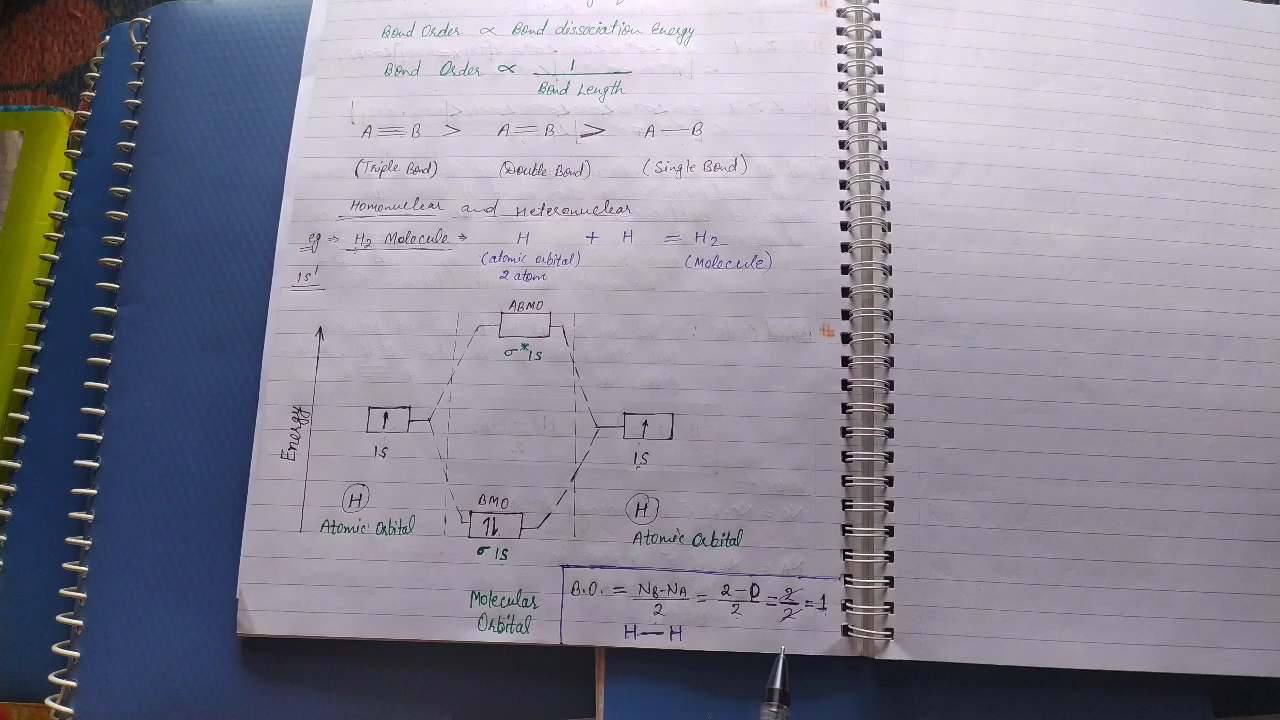 Bond Order ∝ Bond dissociation Energy
Bond Order ∝ 1 / Bond Length
A≡B > A=B > A—B
(Triple Bond) (Double Bond) (Single Bond)
Homonuclear and Heteronuclear
eg ⇒ H2 Molecule ⇒ H + H = H2
(atomic orbital) (Molecule)
2 atom
1s¹
ABMO
σ*1s
Energy
↑ ↑
1S 1S
BMO
H H
↑↓
Atomic Orbital Atomic Orbital
σ1s
Molecular Orbital
B.O. = NB-NA / 2 = 2-0 / 2 = 2/2 = 1
H—H